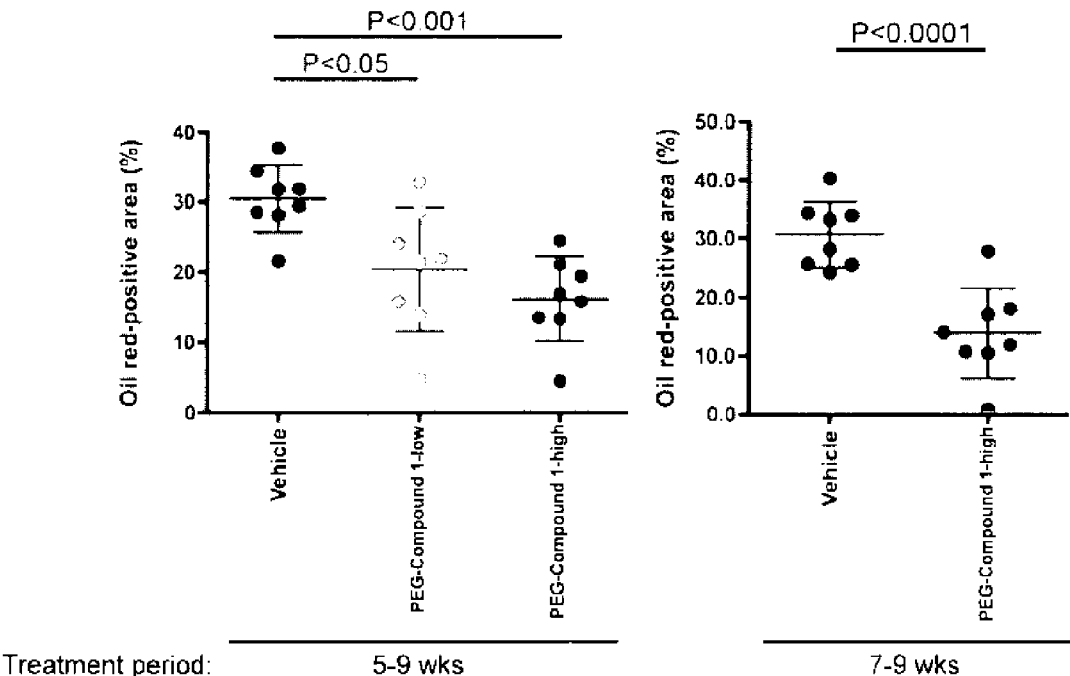 P<0.001
P<0.05
Oil red-positive area (%)
40
30
20
10
0
Vehicle
PEG-Compound 1-low
PEG-Compound 1-high
P<0.0001
Oil red-positive area (%)
50.0
40.0
30.0
20.0
10.0
0.0
Vehicle
PEG-Compound 1-high
Treatment period: 5-9 wks 7-9 wks